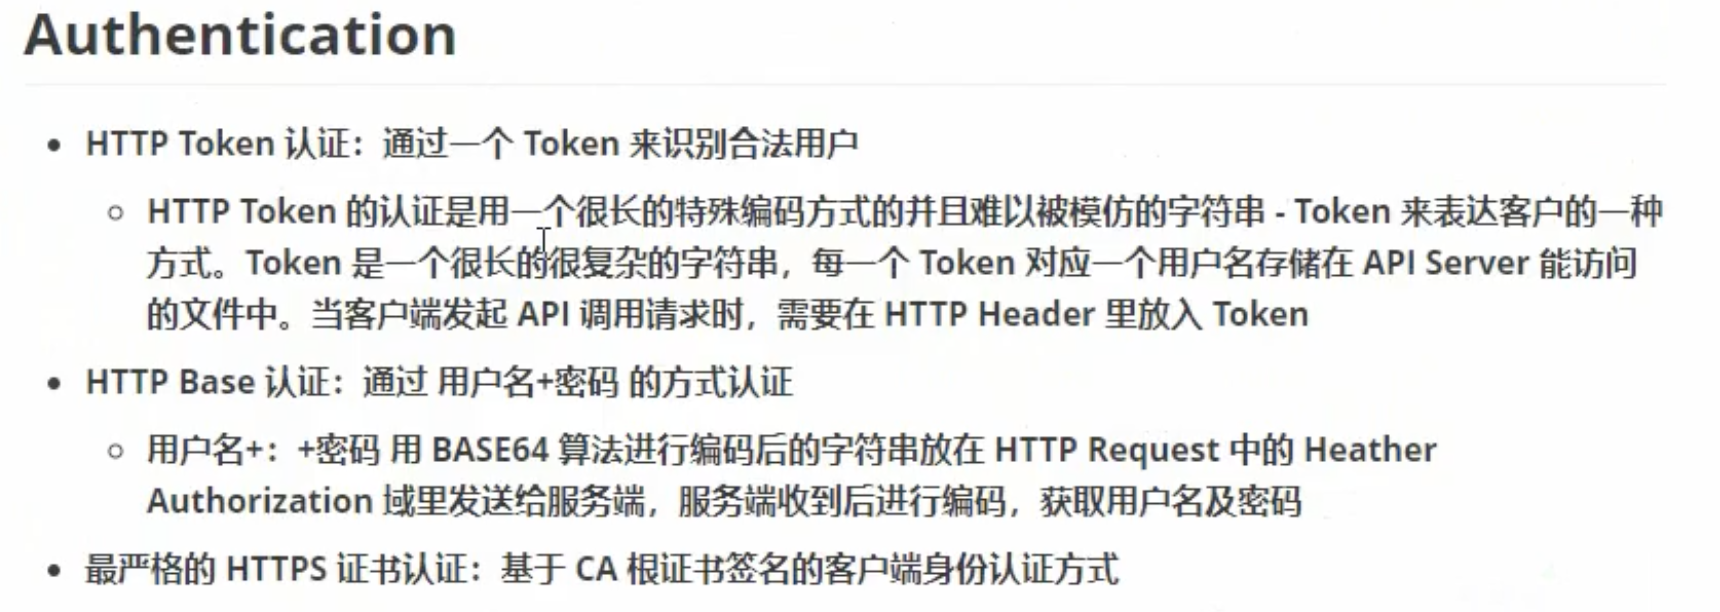 Authentication
HTTP Token 认证：通过一个 Token 来识别合法用户
HTTP Token 的认证是用一个很长的特殊编码方式的并且难以被模仿的字符串 - Token 来表达客户的一种
方式。Token 是一个很长的很复杂的字符串，每一个 Token 对应一个用户名存储在 API Server 能访问
的文件中。当客户端发起 API 调用请求时，需要在 HTTP Header 里放入 Token
HTTP Base 认证：通过 用户名+密码 的方式认证
用户名+：+密码 用 BASE64 算法进行编码后的字符串放在 HTTP Request 中的 Heather
Authorization 域里发送给服务端，服务端收到后进行编码，获取用户名及密码
最严格的 HTTPS 证书认证：基于 CA 根证书签名的客户端身份认证方式